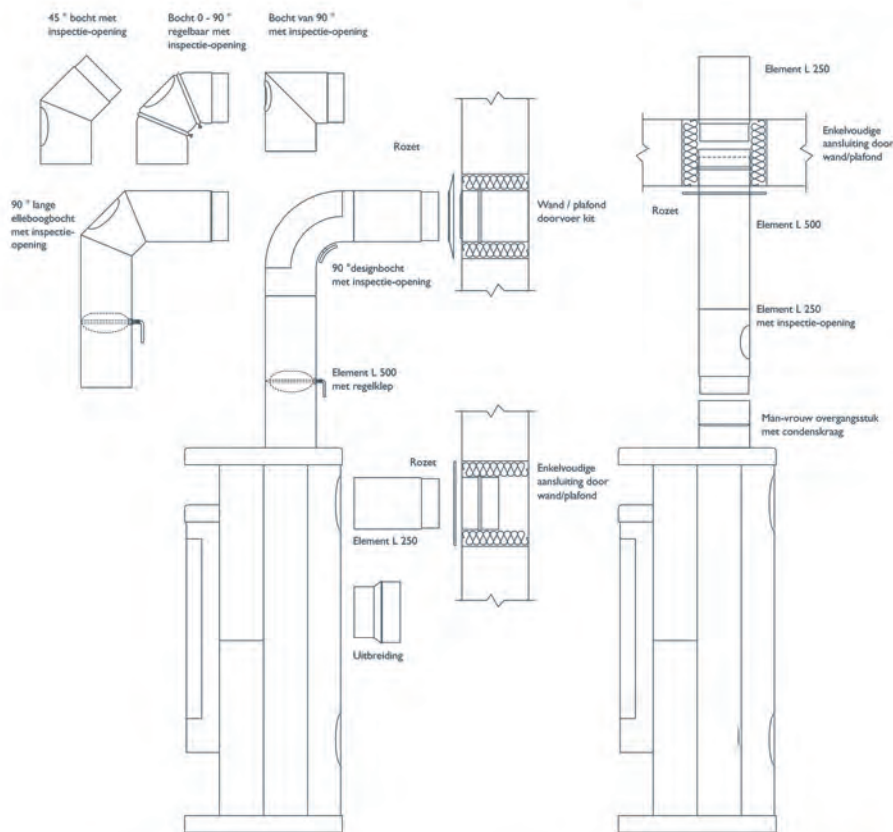 45 ° bocht met
inspectie-opening
Bocht 0 - 90 °
regelbaar met
inspectie-opening
Bocht van 90 °
met inspectie-opening
Element L 250
Rozet
Enkelvoudige
aansluiting door
wand/plafond
90 ° lange
elleboogbocht
met inspectie-
opening
Wand / plafond
doorvoer kit
Rozet
Element L 500
90 °designbocht
met inspectie-opening
Element L 250
met inspectie-opening
Element L 500
met regelklep
Man-vrouw overgangsstuk
met condenskraag
Rozet
Enkelvoudige
aansluiting door
wand/plafond
Element L 250
Uitbreiding